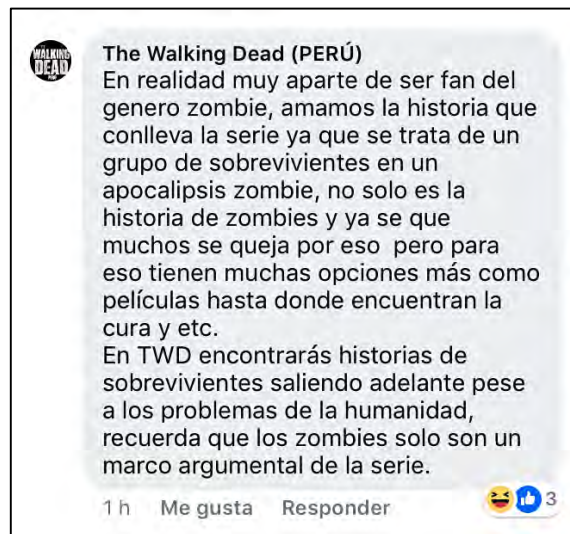 WALKING
DEAD
The Walking Dead (PERÚ)
En realidad muy aparte de ser fan del
genero zombie, amamos la historia que
conlleva la serie ya que se trata de un
grupo de sobrevivientes en un
apocalipsis zombie, no solo es la
historia de zombies y ya se que
muchos se queja por eso  pero para
eso tienen muchas opciones más como
películas hasta donde encuentran la
cura y etc.
En TWD encontrarás historias de
sobrevivientes saliendo adelante pese
a los problemas de la humanidad,
recuerda que los zombies solo son un
marco argumental de la serie.
1 h Me gusta Responder 3